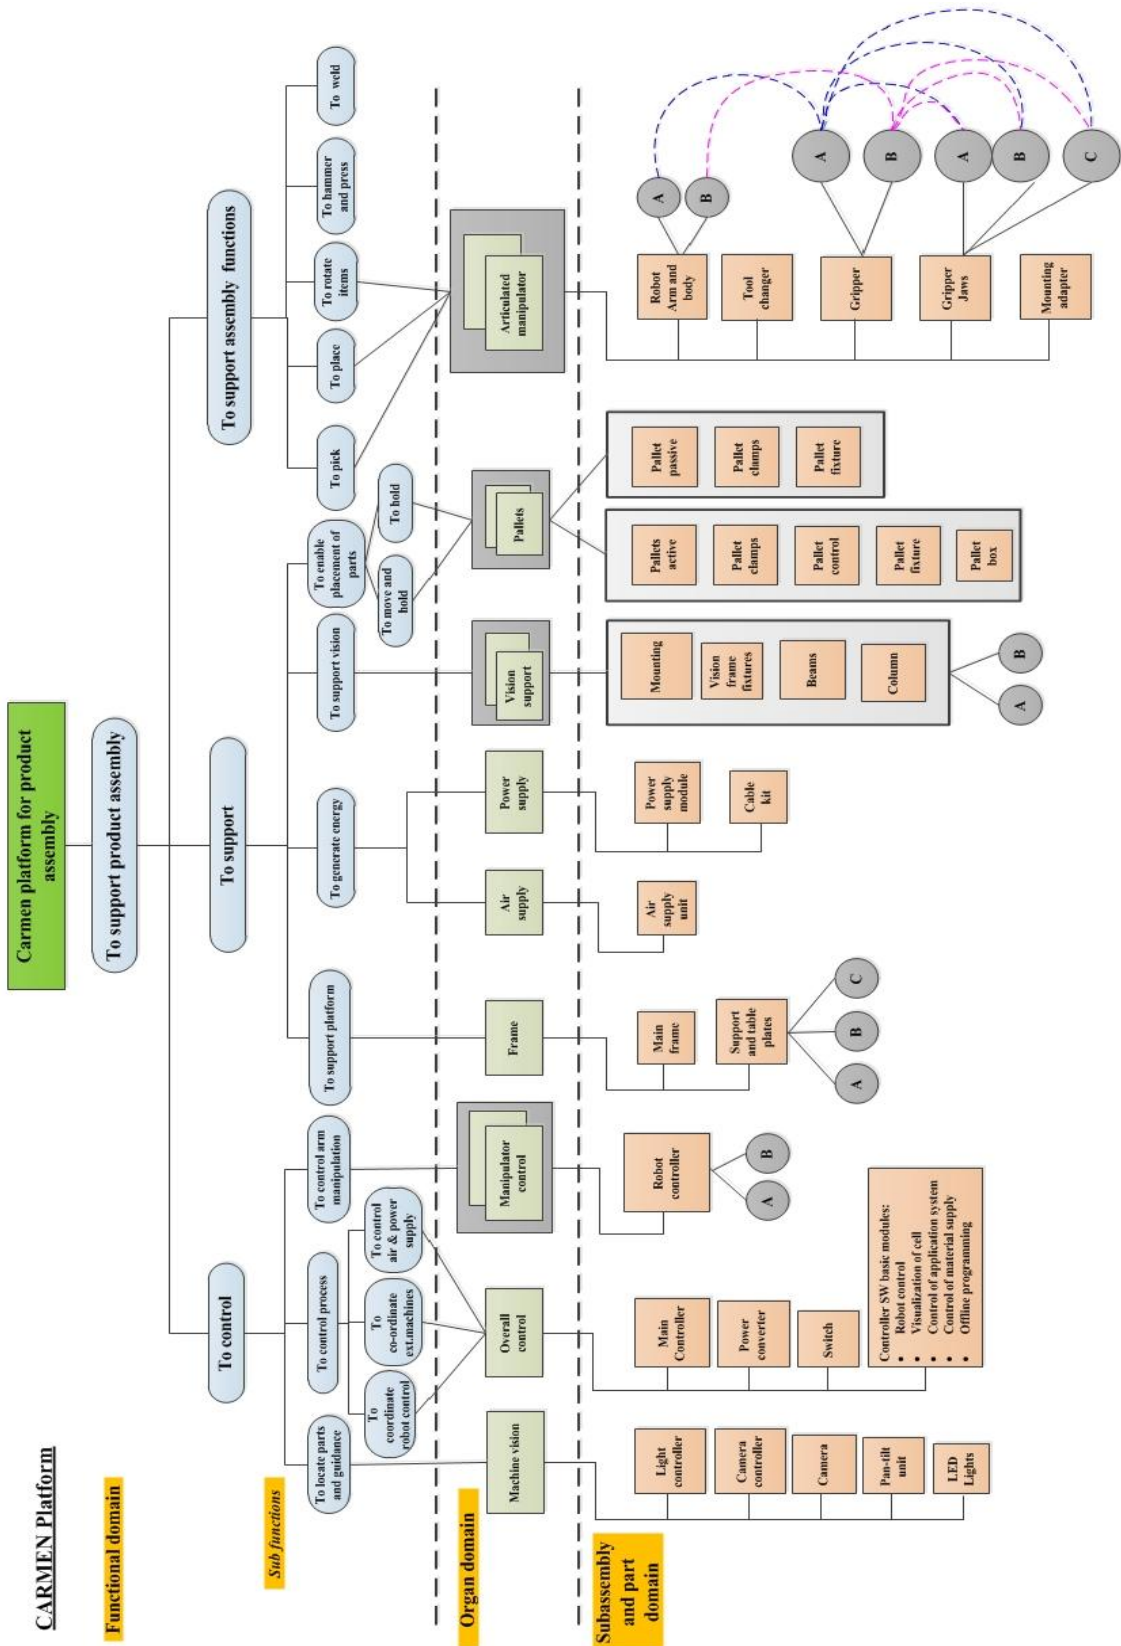 CARMEN Platform
Carmen platform for product
assembly
Functional domain
To support product assembly
To control
To support
To support assembly functions
Sub functions
To locate parts
and guidance
To control process
To control arm
manipulation
To support platform
To generate energy
To support vision
To enable
placement of
parts
To pick
To place
To rotate
items
To hammer
and press
To weld
To
coordinate
robot control
To
co-ordinate
ext.machines
To control
air & power
supply
To move and
hold
To hold
Organ domain
Machine vision
Overall
control
Manipulator
control
Frame
Air
supply
Power
supply
Vision
support
Pallets
Articulated
manipulator
Subassembly
and part
domain
Light
controller
Camera
controller
Camera
Pan-tilt
unit
LED
Lights
Main
Controller
Power
converter
Switch
Controller SW basic modules:
• Robot control
• Visualization of cell
• Control of application system
• Control of material supply
• Offline programming
Robot
controller
A
B
Main
frame
Support
and table
plates
A
B
C
Air
supply
unit
Power
supply
module
Cable
kit
Mounting
Vision
frame
fixtures
Beams
Column
A
B
Pallets
active
Pallet
clamps
Pallet
control
Pallet
fixture
Pallet
box
Pallet
passive
Pallet
clamps
Pallet
fixture
Robot
Arm and
body
Tool
changer
Gripper
Gripper
Jaws
Mounting
adapter
A
B
A
B
A
B
C